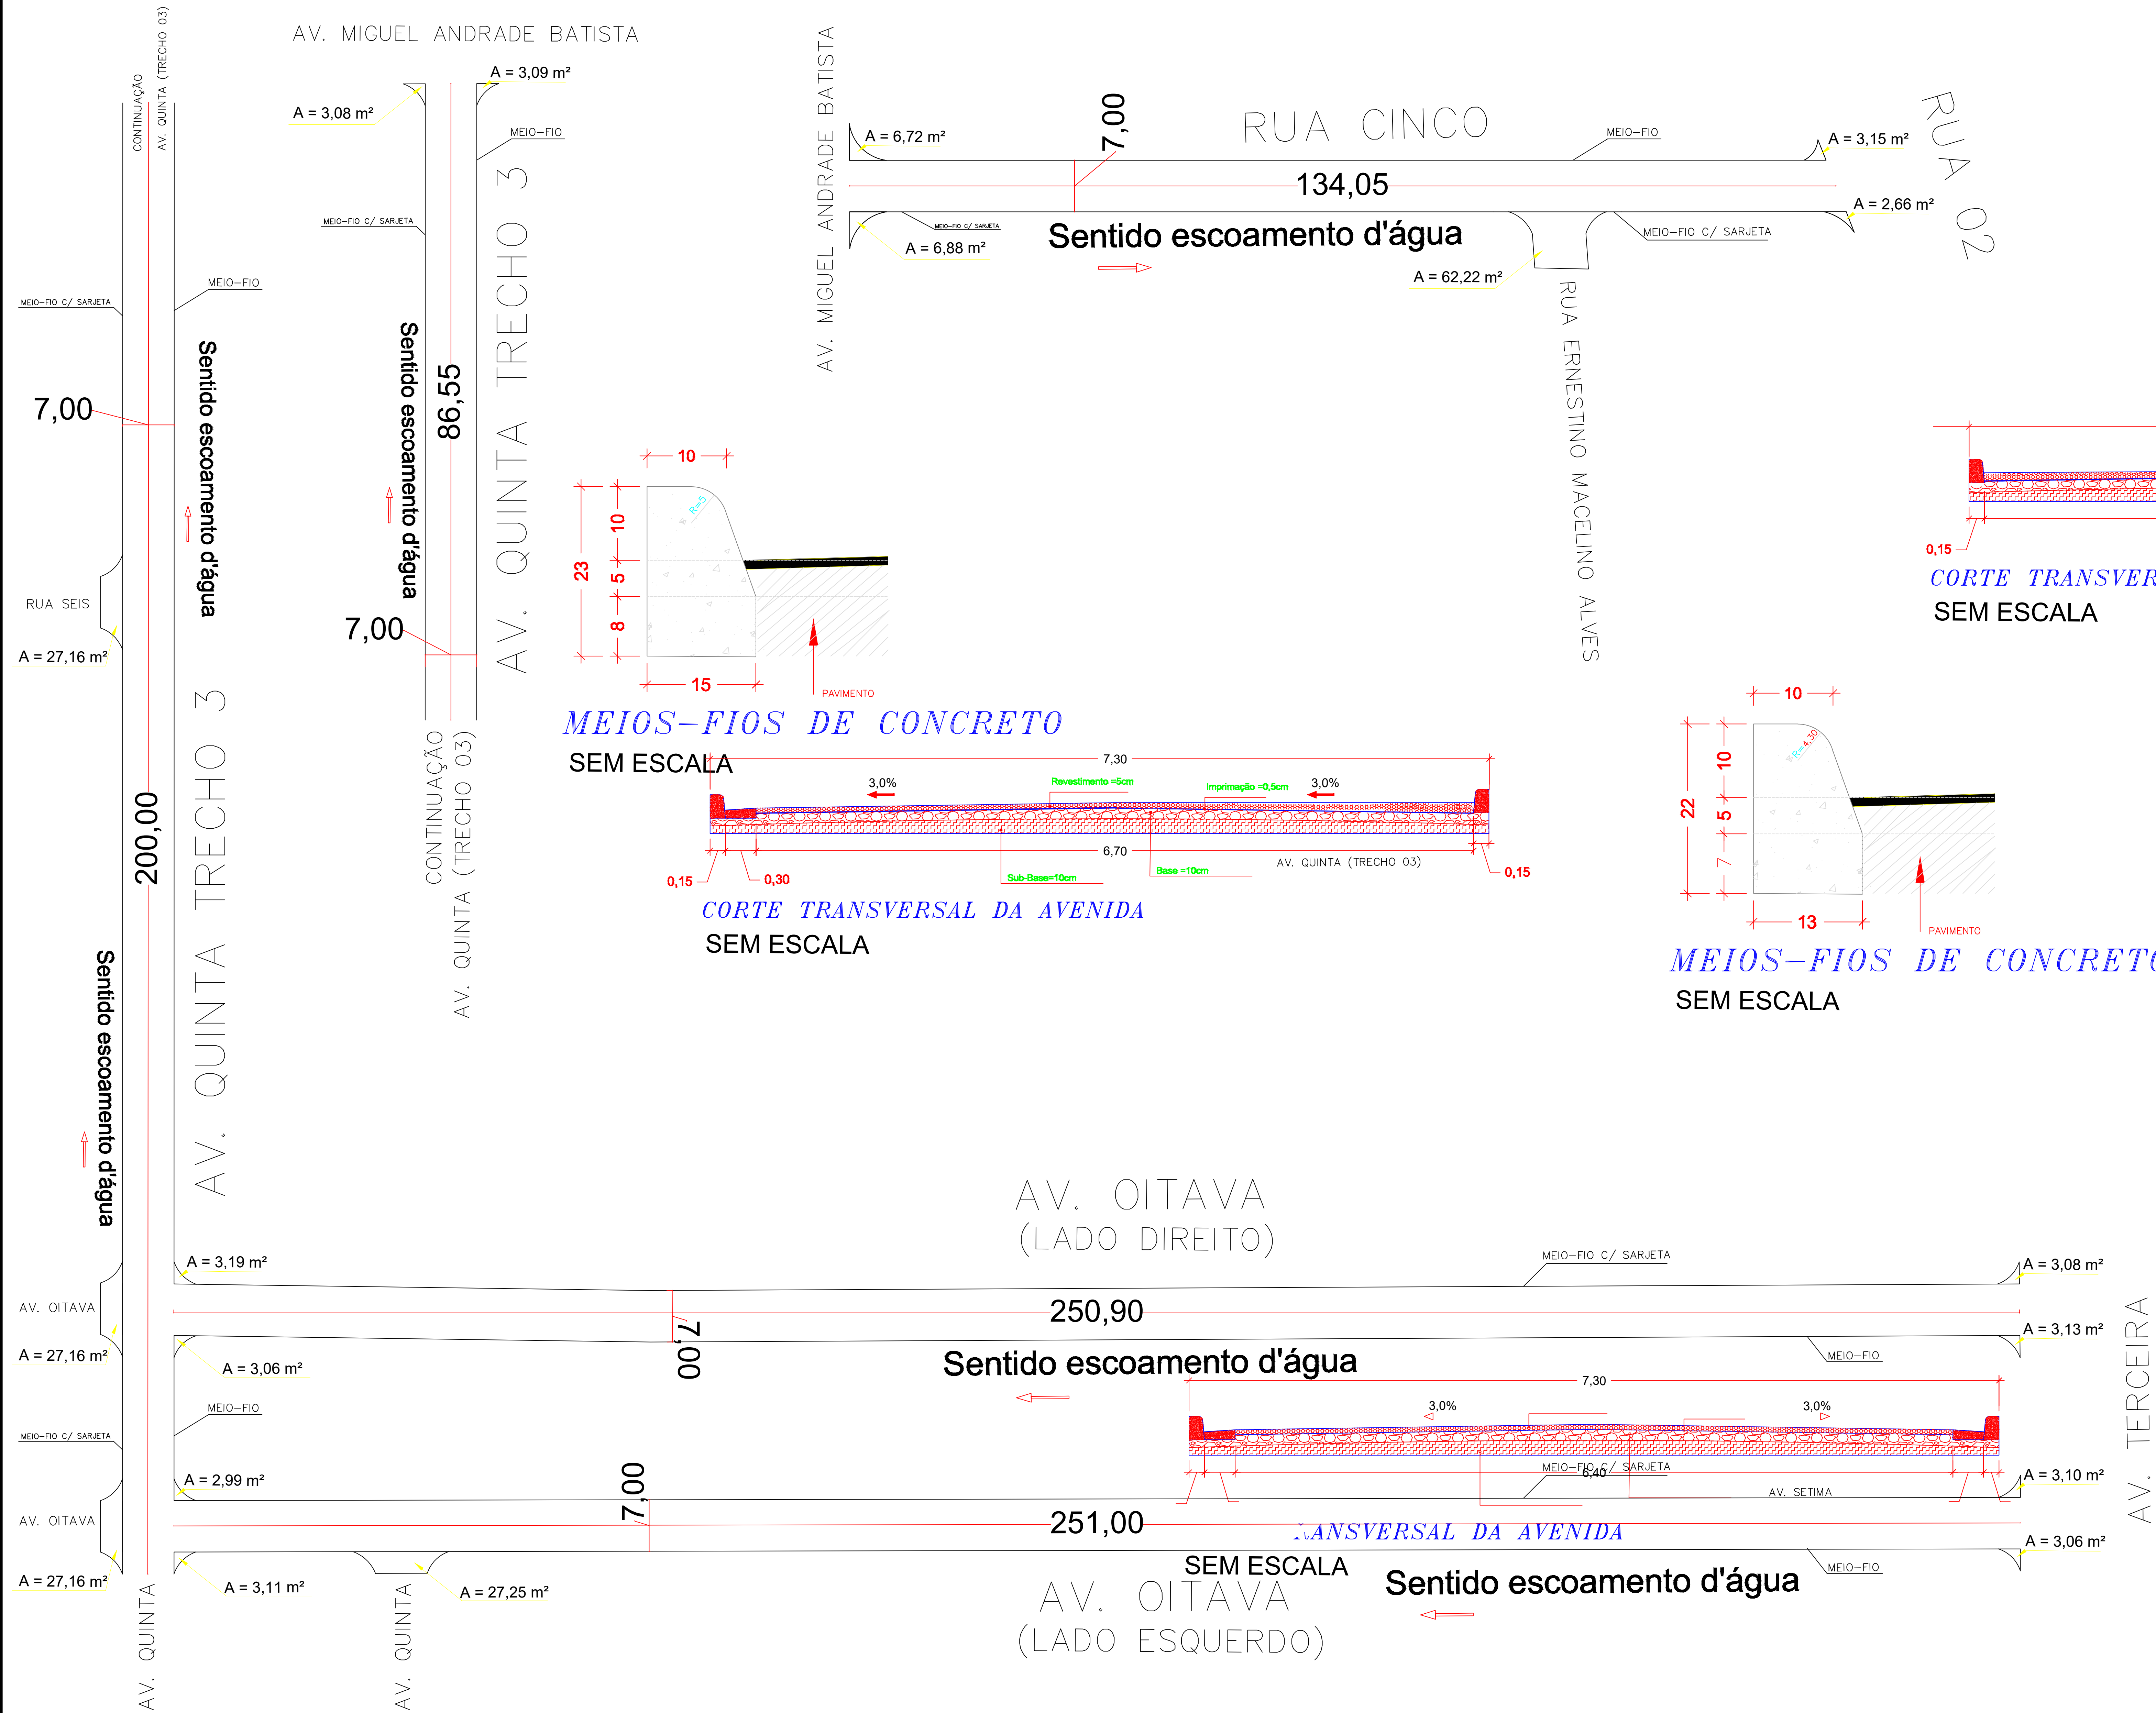 CONTINUAÇÃO
AV. QUINTA (TRECHO 03)
AV. MIGUEL ANDRADE BATISTA
A = 3,09 m²
A = 3,08 m²
MEIO-FIO
MEIO-FIO C/ SARJETA
AV. QUINTA TRECHO 3
Sentido escoamento d'água
86,55
7,00
CONTINUAÇÃO
AV. QUINTA (TRECHO 03)
MEIO-FIO
MEIO-FIO C/ SARJETA
Sentido escoamento d'água
7,00
RUA SEIS
A = 27,16 m²
AV. QUINTA TRECHO 3
200,00
Sentido escoamento d'água
AV. MIGUEL ANDRADE BATISTA
A = 6,72 m²
7,00
RUA CINCO
MEIO-FIO
A = 3,15 m²
RUA 02
134,05
A = 2,66 m²
MEIO-FIO C/ SARJETA
A = 6,88 m²
Sentido escoamento d'água
MEIO-FIO C/ SARJETA
A = 62,22 m²
RUA ERNESTINO MACELINO ALVES
10
R=5
10
23
5
8
15
PAVIMENTO
MEIOS-FIOS DE CONCRETO
SEM ESCALA
0,15
CORTE TRANSVER
SEM ESCALA
10
R=4,30
10
22
5
7
13
PAVIMENTO
MEIOS-FIOS DE CONCRETO
SEM ESCALA
7,30
3,0%
Revestimento =5cm
Imprimação =0,5cm
3,0%
6,70
AV. QUINTA (TRECHO 03)
0,15
0,30
Sub-Base=10cm
Base =10cm
0,15
CORTE TRANSVERSAL DA AVENIDA
SEM ESCALA
AV. OITAVA
(LADO DIREITO)
A = 3,19 m²
MEIO-FIO C/ SARJETA
A = 3,08 m²
AV. OITAVA
250,90
7,00
A = 3,13 m²
A = 27,16 m²
A = 3,06 m²
Sentido escoamento d'água
MEIO-FIO
AV. TERCEIRA
7,30
3,0%
3,0%
MEIO-FIO
MEIO-FIO C/ SARJETA
MEIO-FIO C/ SARJETA
6,40
A = 2,99 m²
7,00
AV. SETIMA
A = 3,10 m²
AV. OITAVA
251,00
RANSVERSAL DA AVENIDA
A = 3,06 m²
SEM ESCALA
MEIO-FIO
A = 27,16 m²
A = 3,11 m²
A = 27,25 m²
Sentido escoamento d'água
AV. OITAVA
(LADO ESQUERDO)
AV. QUINTA
AV. QUINTA